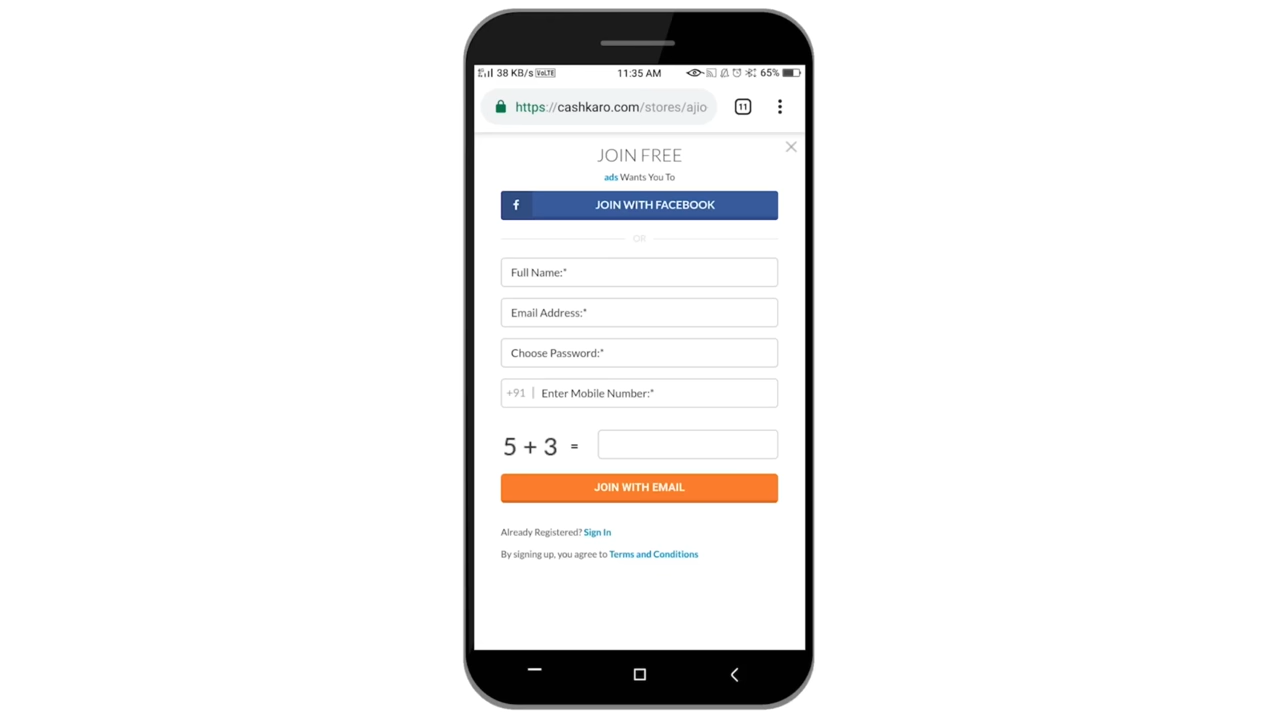 38 KB/s VoLTE 11:35 AM 65%
https://cashkaro.com/stores/ajio 11
JOIN FREE
ads Wants You To
f JOIN WITH FACEBOOK
OR
Full Name:*
Email Address:*
Choose Password:*
+91 | Enter Mobile Number:*
5 + 3 =
JOIN WITH EMAIL
Already Registered? Sign In
By signing up, you agree to Terms and Conditions